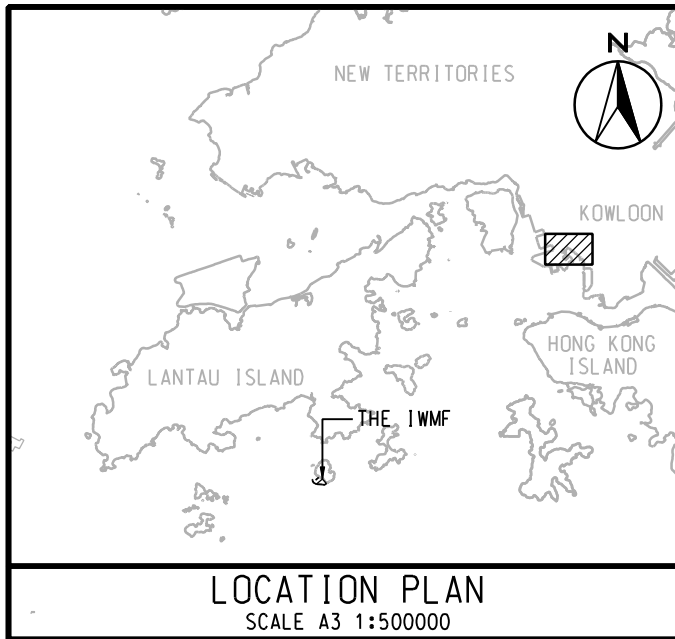 N
NEW TERRITORIES
KOWLOON
HONG KONG
ISLAND
LANTAU ISLAND
THE IWMF
LOCATION PLAN
SCALE A3 1:500000